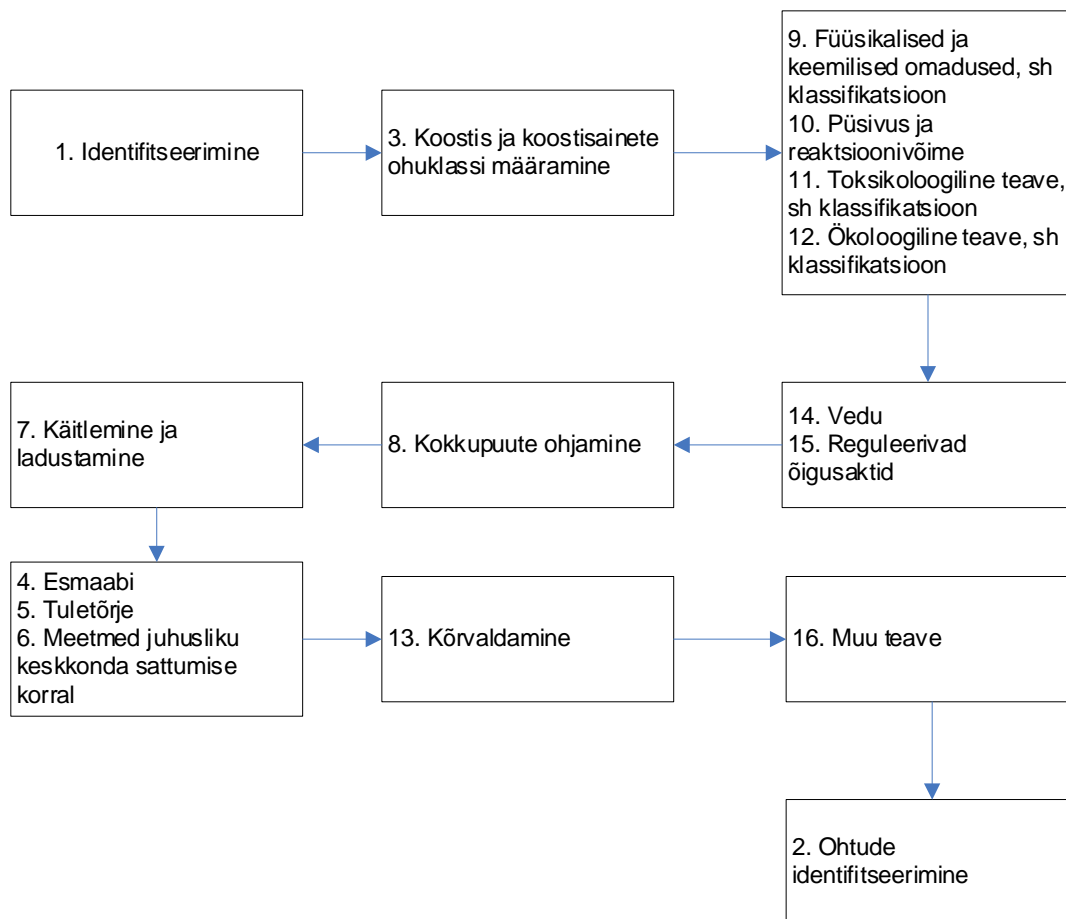 1. Identifitseerimine
3. Koostis ja koostisainete
ohuklassi määramine
9. Füüsikalised ja
keemilised omadused, sh
klassifikatsioon
10. Püsivus ja
reaktsioonivõime
11. Toksikoloogiline teave,
sh klassifikatsioon
12. Ökoloogiline teave, sh
klassifikatsioon
14. Vedu
15. Reguleerivad
õigusaktid
8. Kokkupuute ohjamine
7. Käitlemine ja
ladustamine
4. Esmaabi
5. Tuletõrje
6. Meetmed juhusliku
keskkonda sattumise
korral
13. Kõrvaldamine
16. Muu teave
2. Ohtude
identifitseerimine